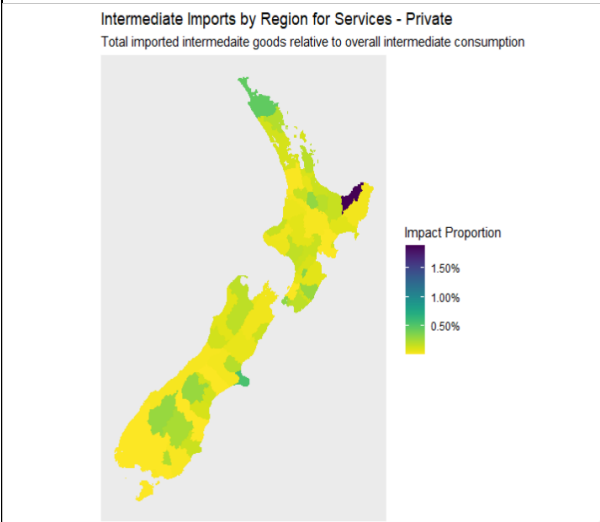 Intermediate Imports by Region for Services - Private
Total imported intermedaite goods relative to overall intermediate consumption
Impact Proportion
1.50%
1.00%
0.50%